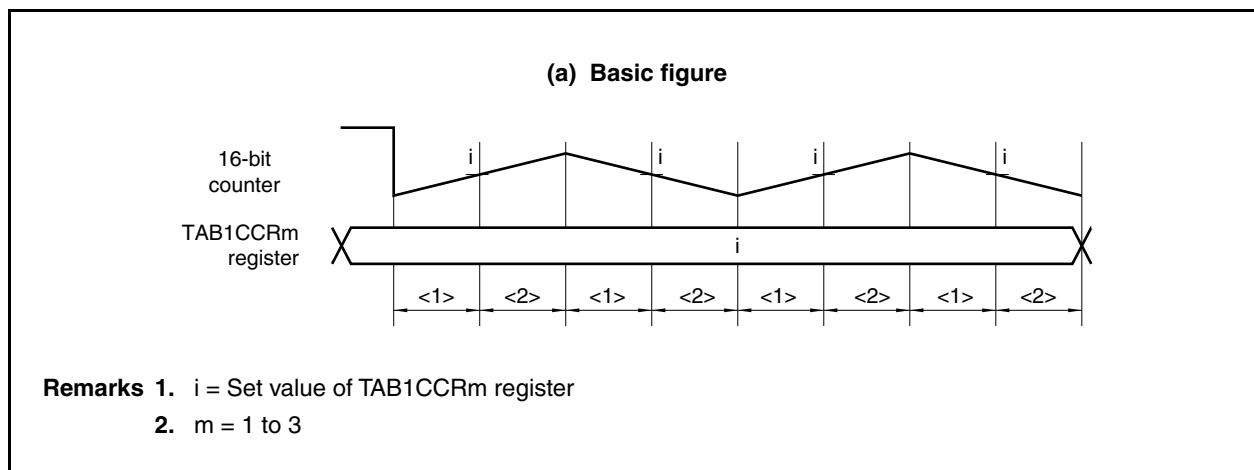 (a) Basic figure
16-bit
counter
i i i i
TAB1CCRm
register
i
<1> <2> <1> <2> <1> <2> <1> <2>
Remarks 1. i = Set value of TAB1CCRm register
2. m = 1 to 3